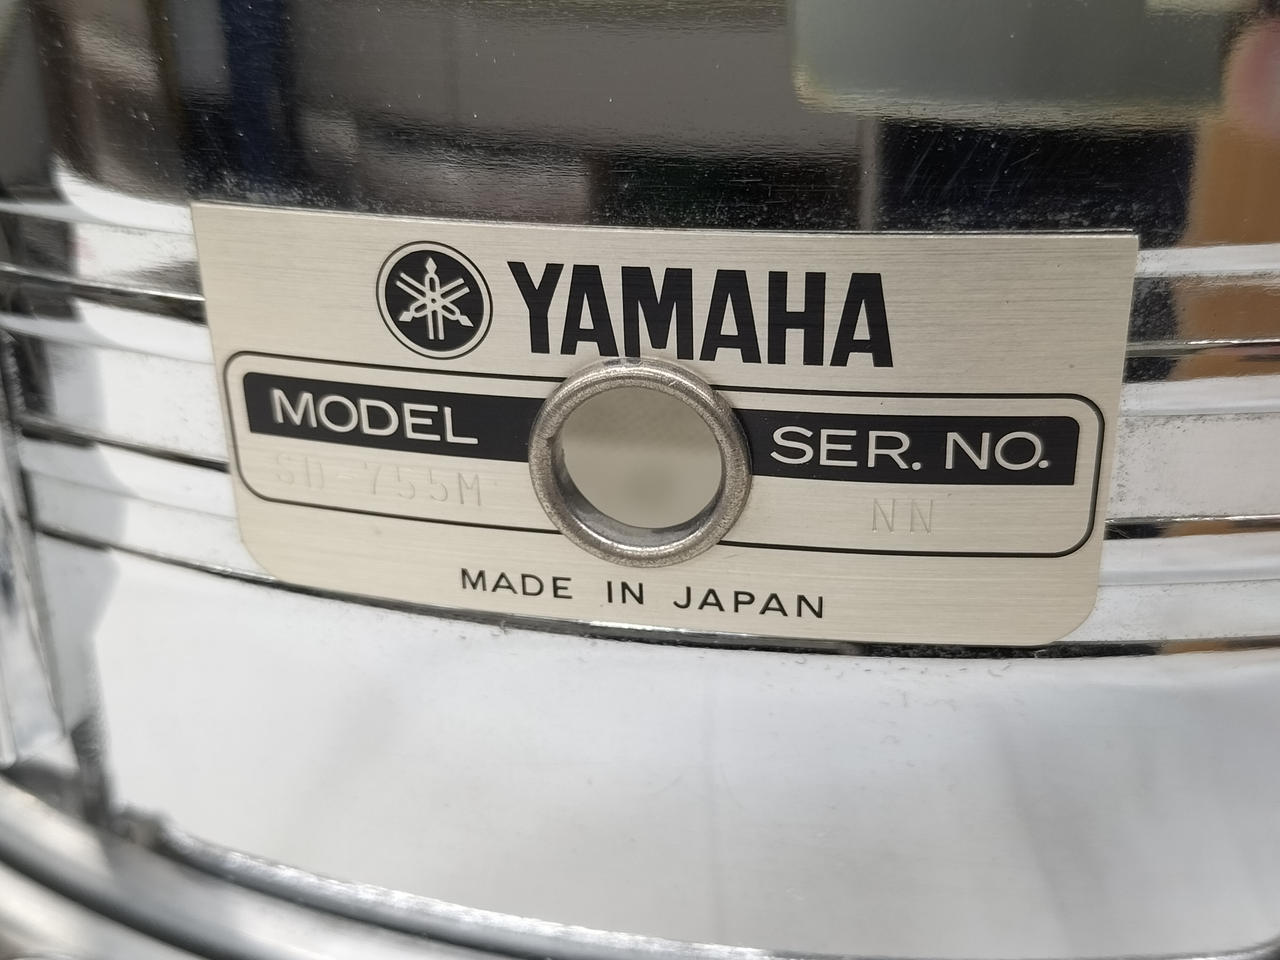 YAMAHA
MODEL SER. NO.
SD-755M NN
MADE IN JAPAN